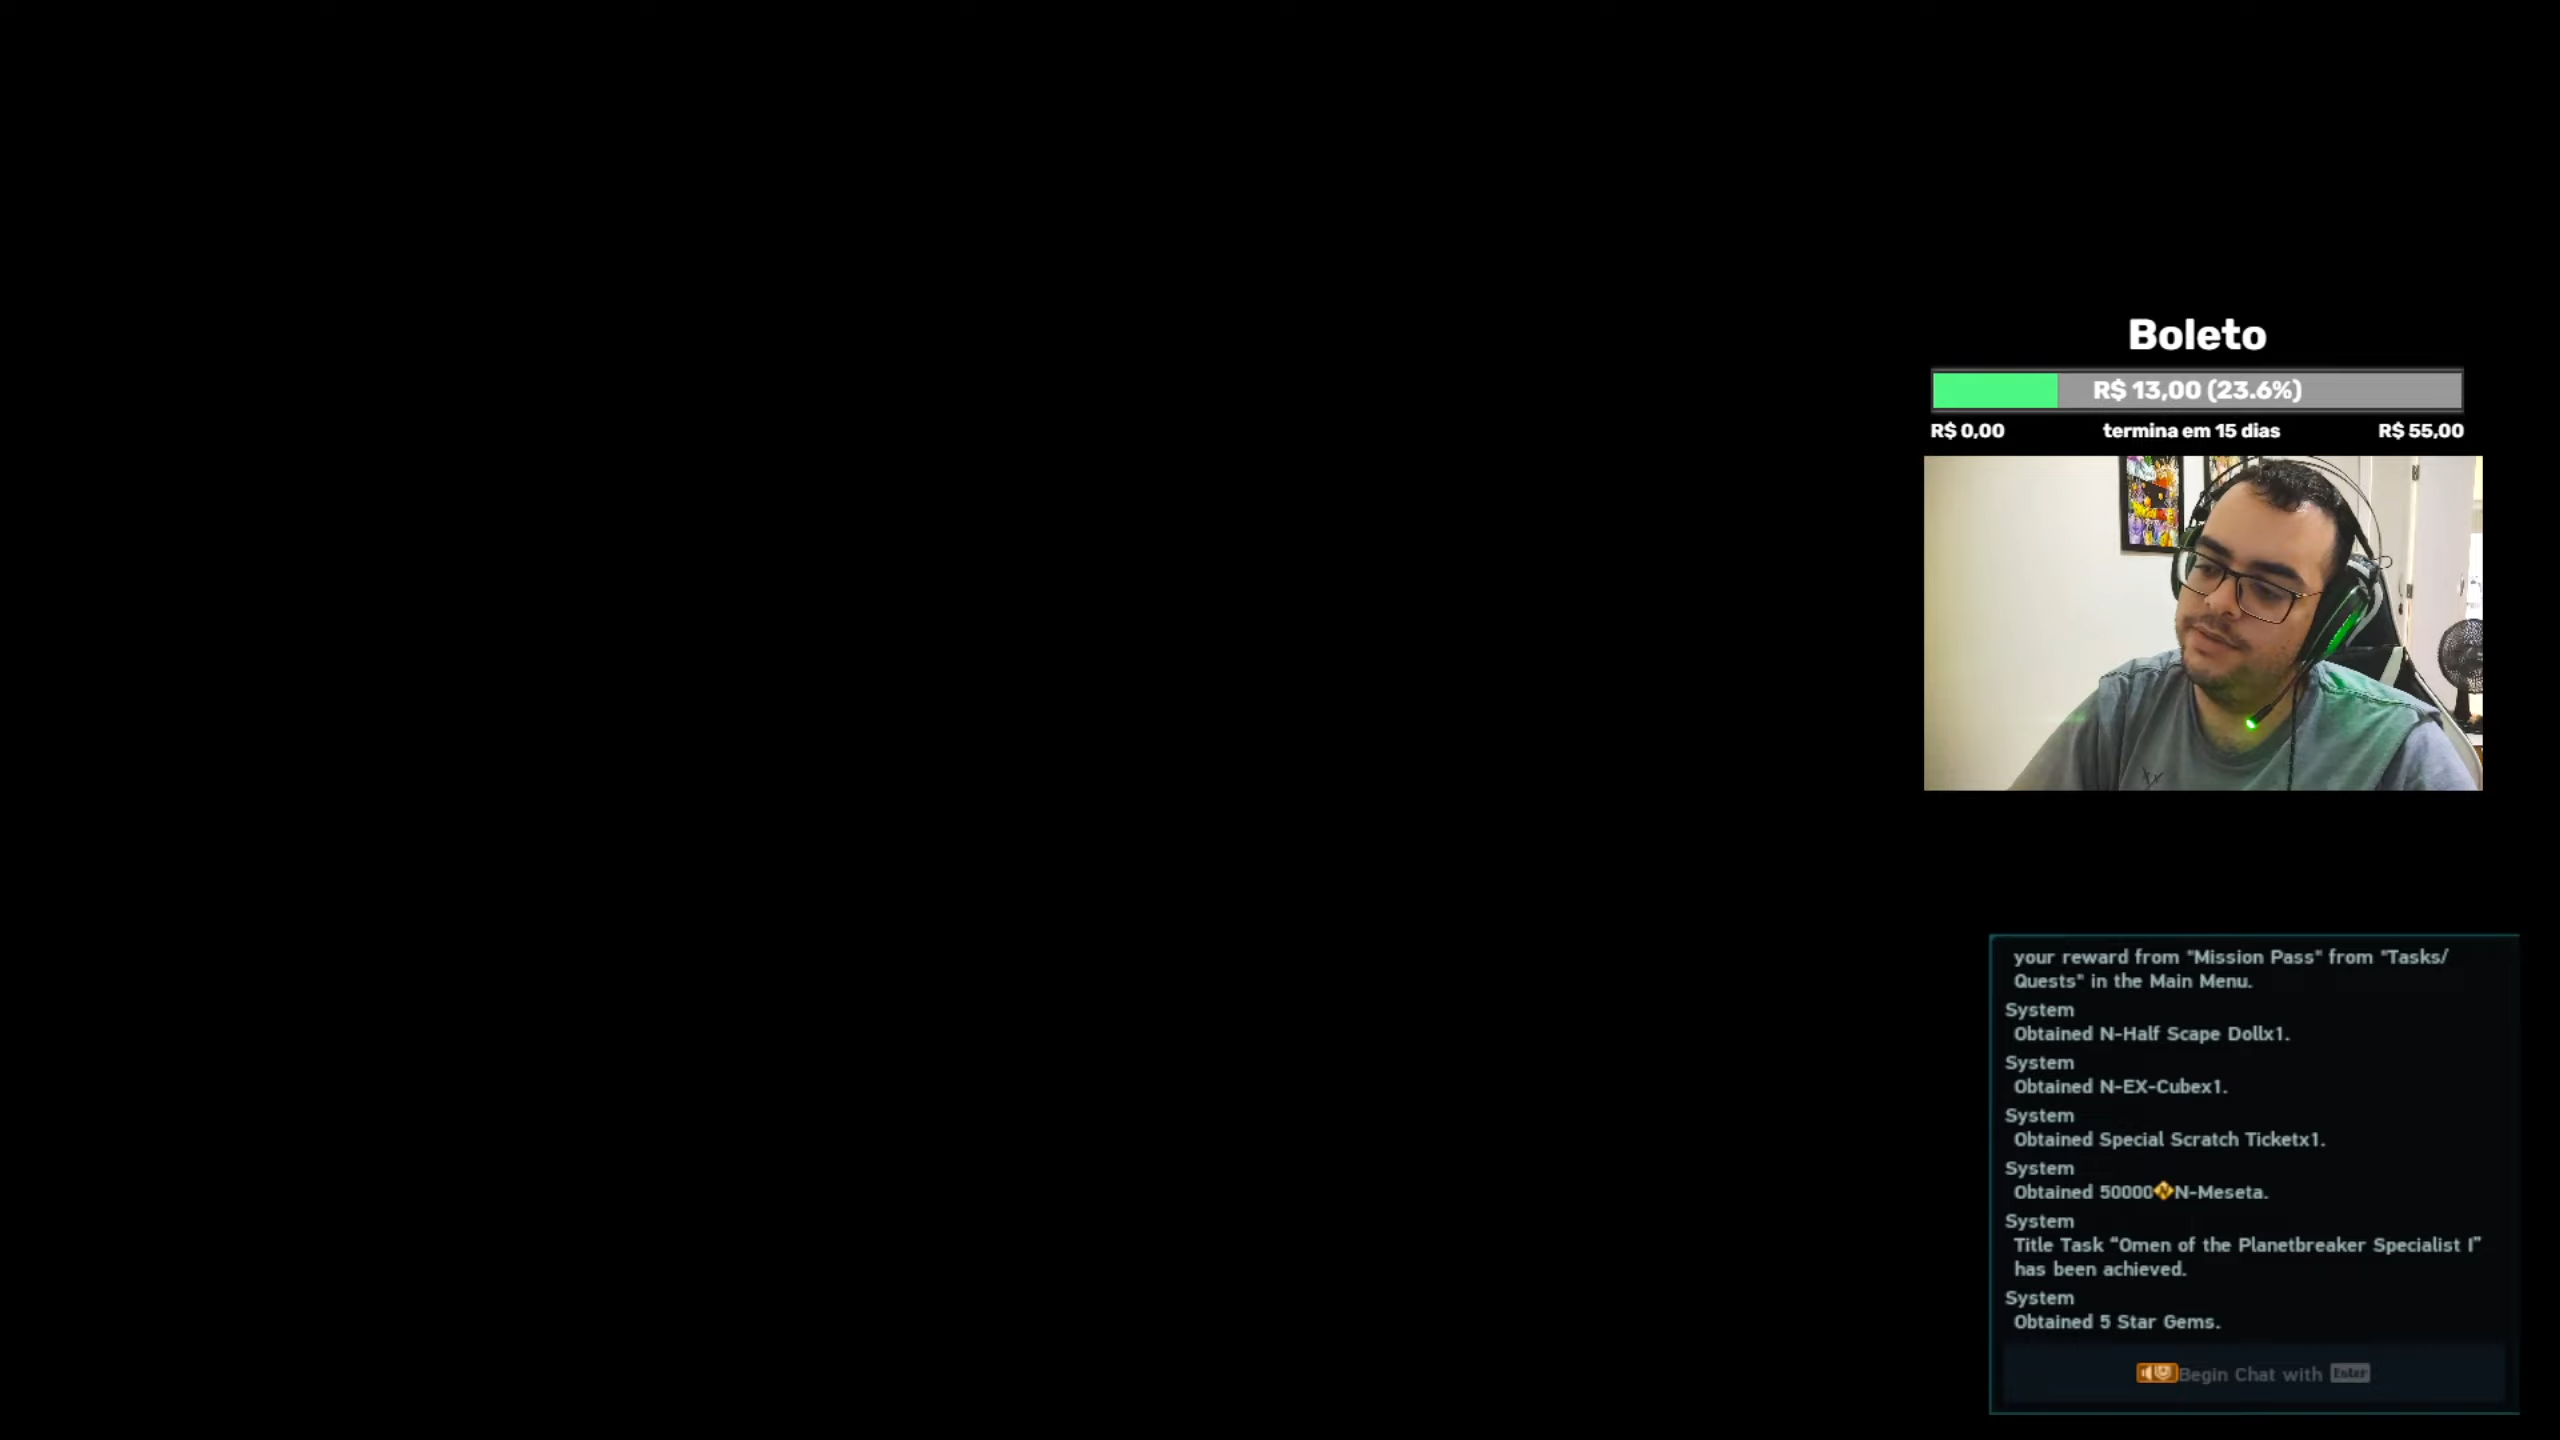 Boleto
R$ 13,00 (23.6%)
R$ 0,00 termina em 15 dias R$ 55,00
your reward from "Mission Pass" from "Tasks/
Quests" in the Main Menu.
System
Obtained N-Half Scape Dollx1.
System
Obtained N-EX-Cubex1.
System
Obtained Special Scratch Ticketx1.
System
Obtained 50000N-Meseta.
System
Title Task “Omen of the Planetbreaker Specialist I”
has been achieved.
System
Obtained 5 Star Gems.
Begin Chat with Enter